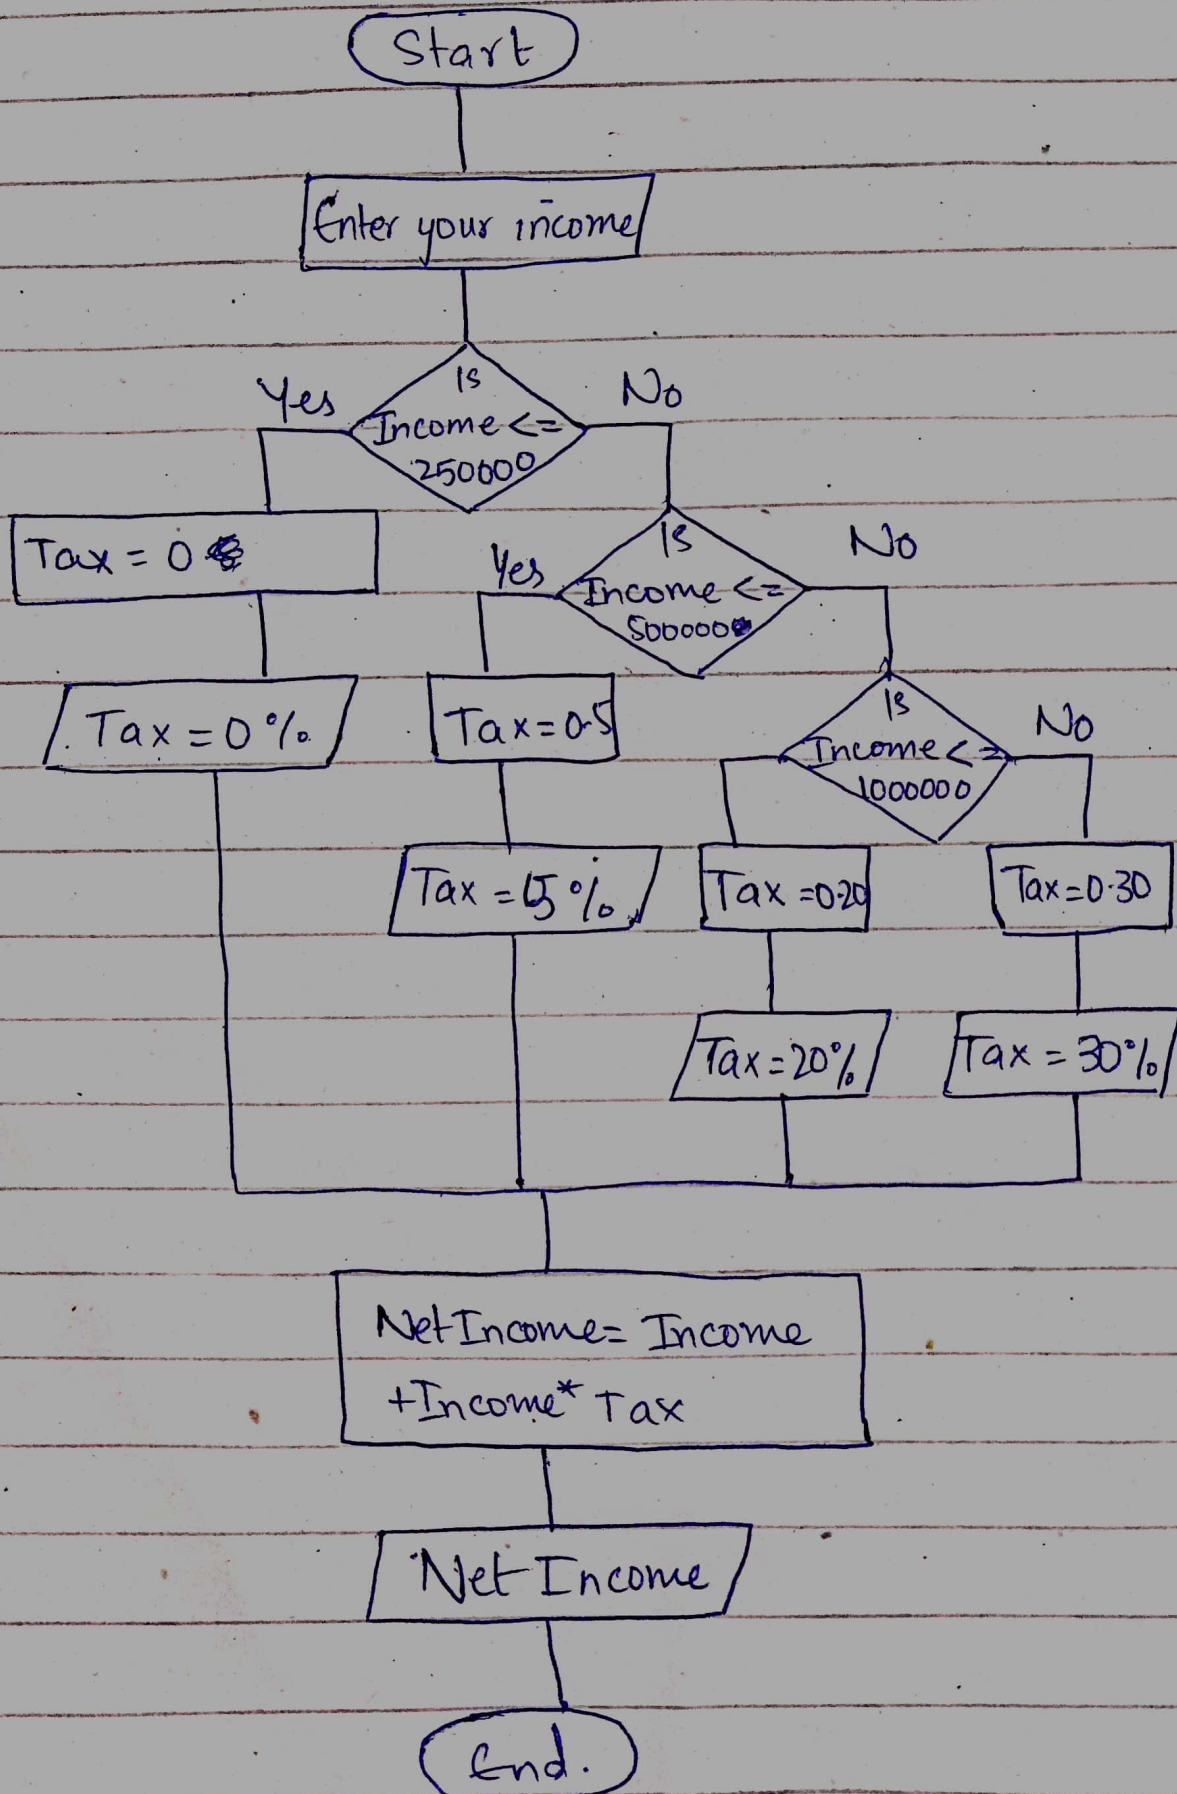 Start
Enter your income
Is
Yes
No
Income <=
250000
Tax = 0
Is
No
Yes
Income <=
500000
Tax = 0%
Tax = 0.5
Is
No
Income <=
1000000
Tax = %
Tax = 0.20
Tax = 0.30
Tax = 20%
Tax = 30%
Net Income = Income
+ Income * Tax
Net Income
End.